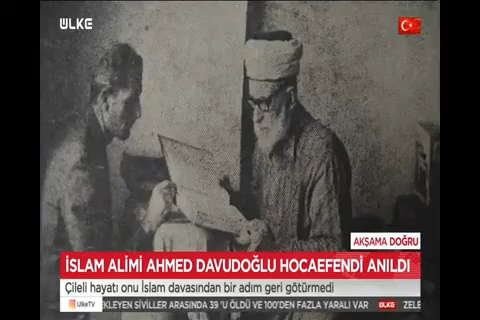 ÜLKE
AKŞAMA DOĞRU
İSLAM ALİMİ AHMED DAVUDOĞLU HOCAEFENDİ ANILDI
Çileli hayatı onu İslam davasından bir adım geri götürmedi
UlkeTV EKLEYEN SİVİLLER ARASINDA 39 'U ÖLDÜ VE 100'DEN FAZLA YARALI VAR ÜLKE